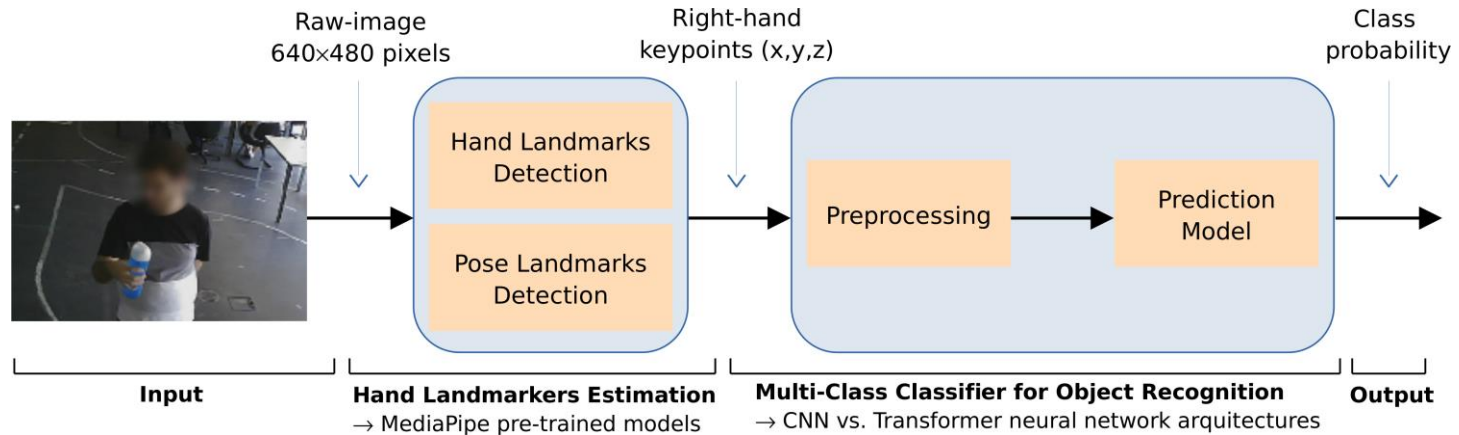 Raw-image
640×480 pixels
Right-hand
keypoints (x,y,z)
Class
probability
Hand Landmarks
Detection
Pose Landmarks
Detection
Preprocessing
Prediction
Model
Input
Hand Landmarkers Estimation
→ MediaPipe pre-trained models
Multi-Class Classifier for Object Recognition
→ CNN vs. Transformer neural network arquitectures
Output